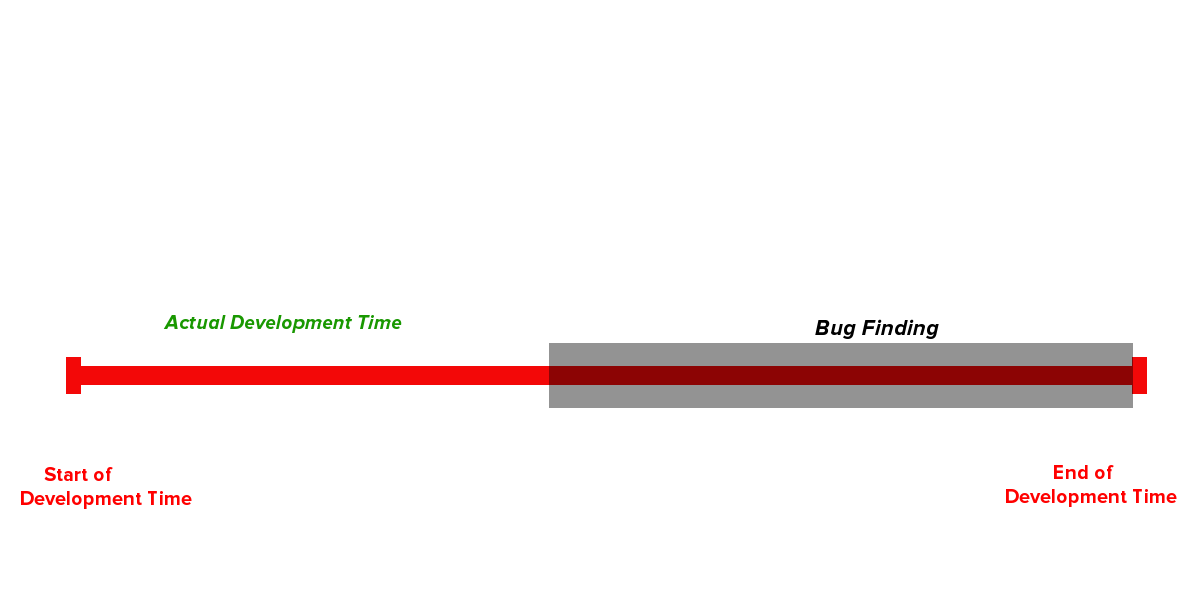 Actual Development Time
Bug Finding
Start of
Development Time
End of
Development Time